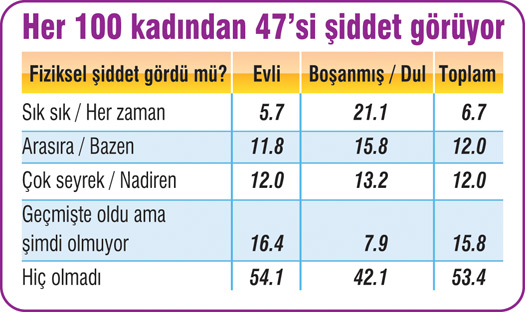 Her 100 kadından 47'si şiddet görüyor
Fiziksel şiddet gördü mü? Evli Boşanmış / Dul Toplam
Sık sık / Her zaman 5.7 21.1 6.7
Arasıra / Bazen 11.8 15.8 12.0
Çok seyrek / Nadiren 12.0 13.2 12.0
Geçmişte oldu ama
şimdi olmuyor 16.4 7.9 15.8
Hiç olmadı 54.1 42.1 53.4